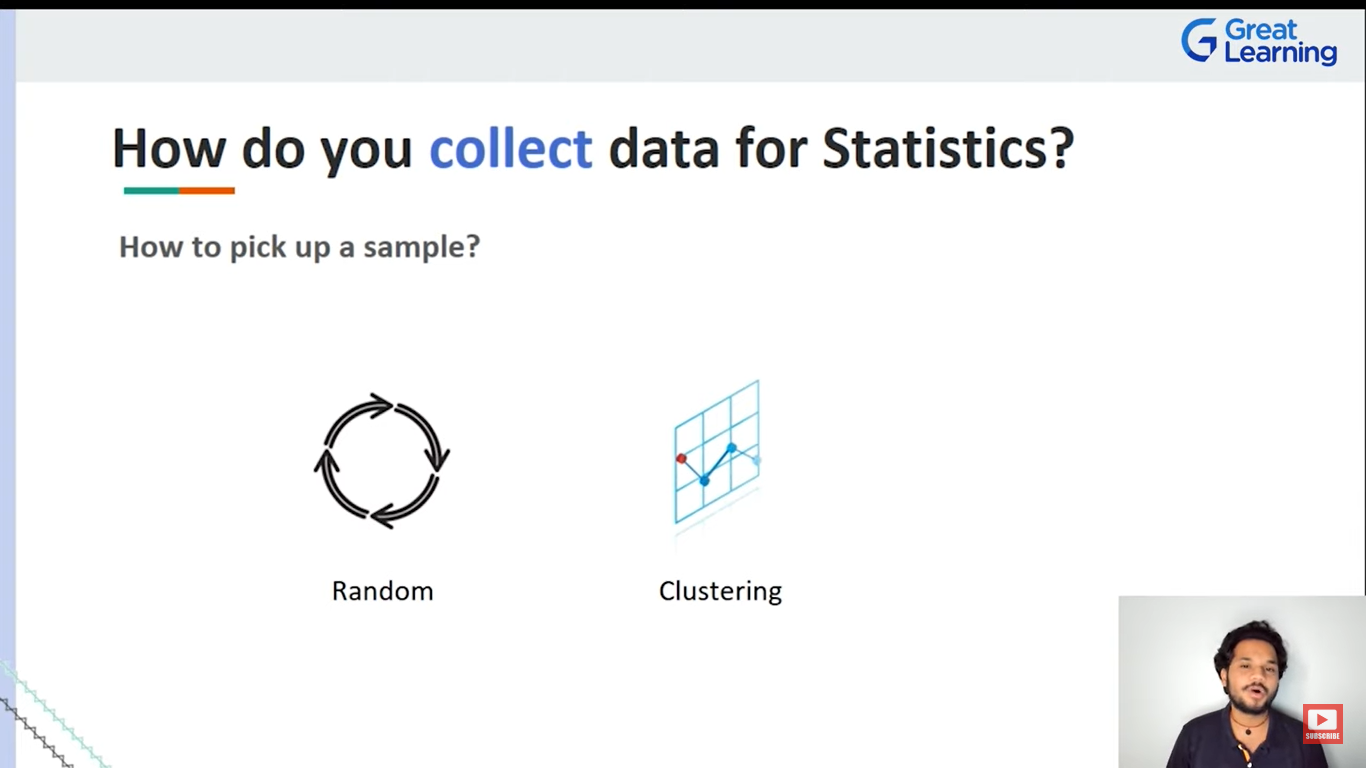 Great
Learning
How do you collect data for Statistics?
How to pick up a sample?
Random
Clustering
SUBSCRIBE